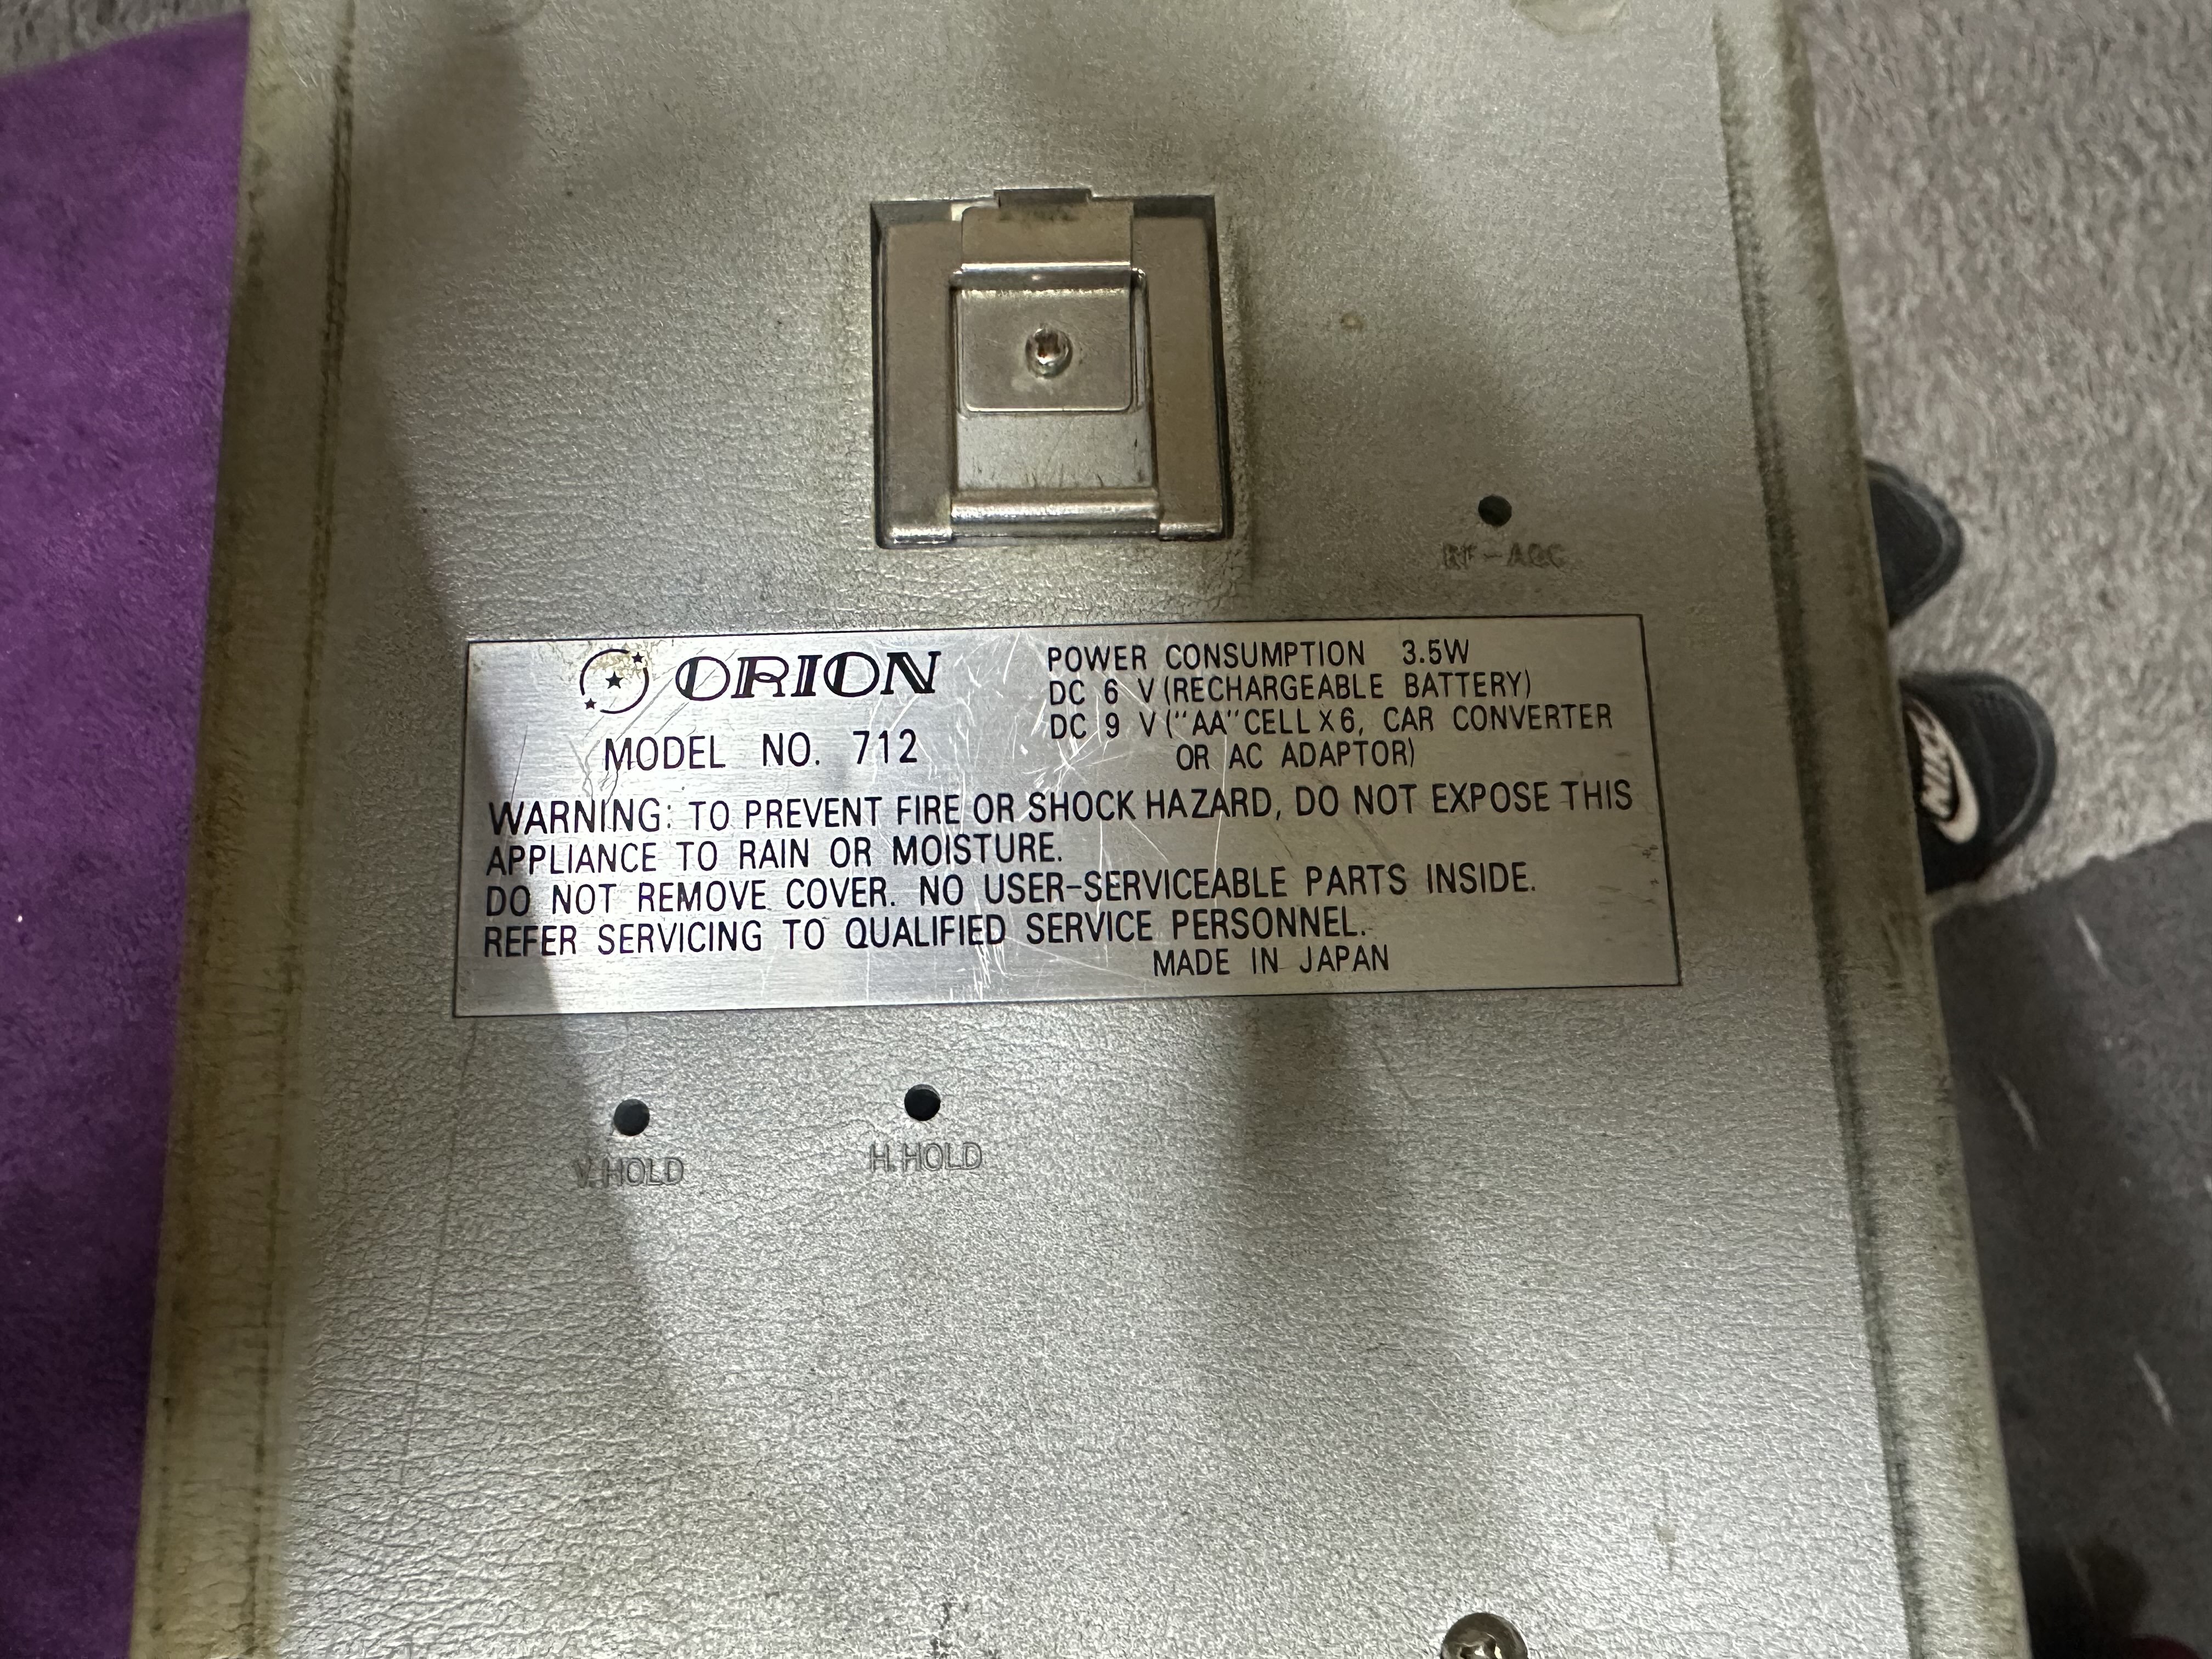 RF-AGC
ORION
MODEL NO. 712
POWER CONSUMPTION 3.5W
DC 6 V (RECHARGEABLE BATTERY)
DC 9 V ("AA" CELL X 6, CAR CONVERTER
OR AC ADAPTOR)
WARNING: TO PREVENT FIRE OR SHOCK HAZARD, DO NOT EXPOSE THIS
APPLIANCE TO RAIN OR MOISTURE.
DO NOT REMOVE COVER. NO USER-SERVICEABLE PARTS INSIDE.
REFER SERVICING TO QUALIFIED SERVICE PERSONNEL.
MADE IN JAPAN
V.HOLD
H.HOLD
NIKE